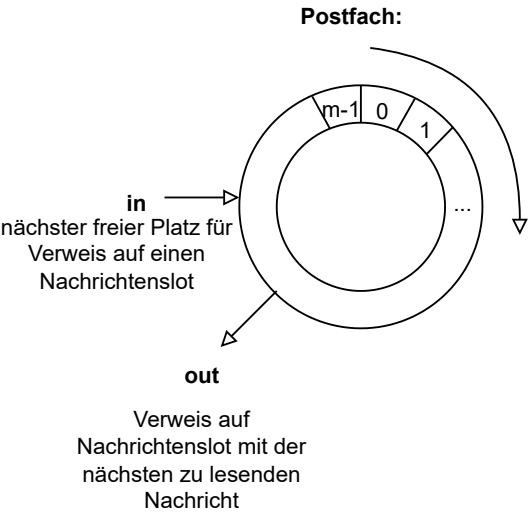 Postfach:
m-1
0
1
...
in
nächster freier Platz für
Verweis auf einen
Nachrichtenslot
out
Verweis auf
Nachrichtenslot mit der
nächsten zu lesenden
Nachricht